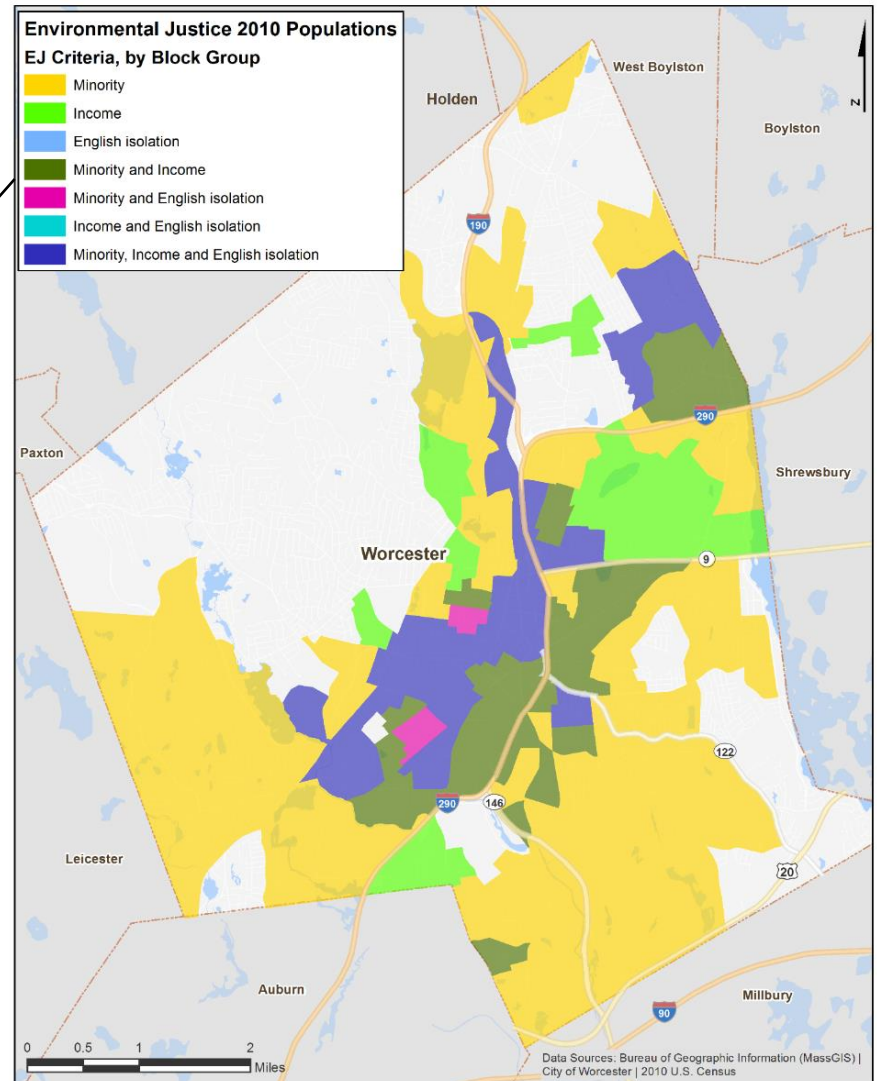 Environmental Justice 2010 Populations
EJ Criteria, by Block Group
Minority
Income
English isolation
Minority and Income
Minority and English isolation
Income and English isolation
Minority, Income and English isolation
N
West Boylston
Holden
Boylston
190
290
Paxton
Shrewsbury
Worcester
9
122
290
146
Leicester
20
Auburn
Millbury
90
0 0.5 1 2
Miles
Data Sources: Bureau of Geographic Information (MassGIS) |
City of Worcester | 2010 U.S. Census